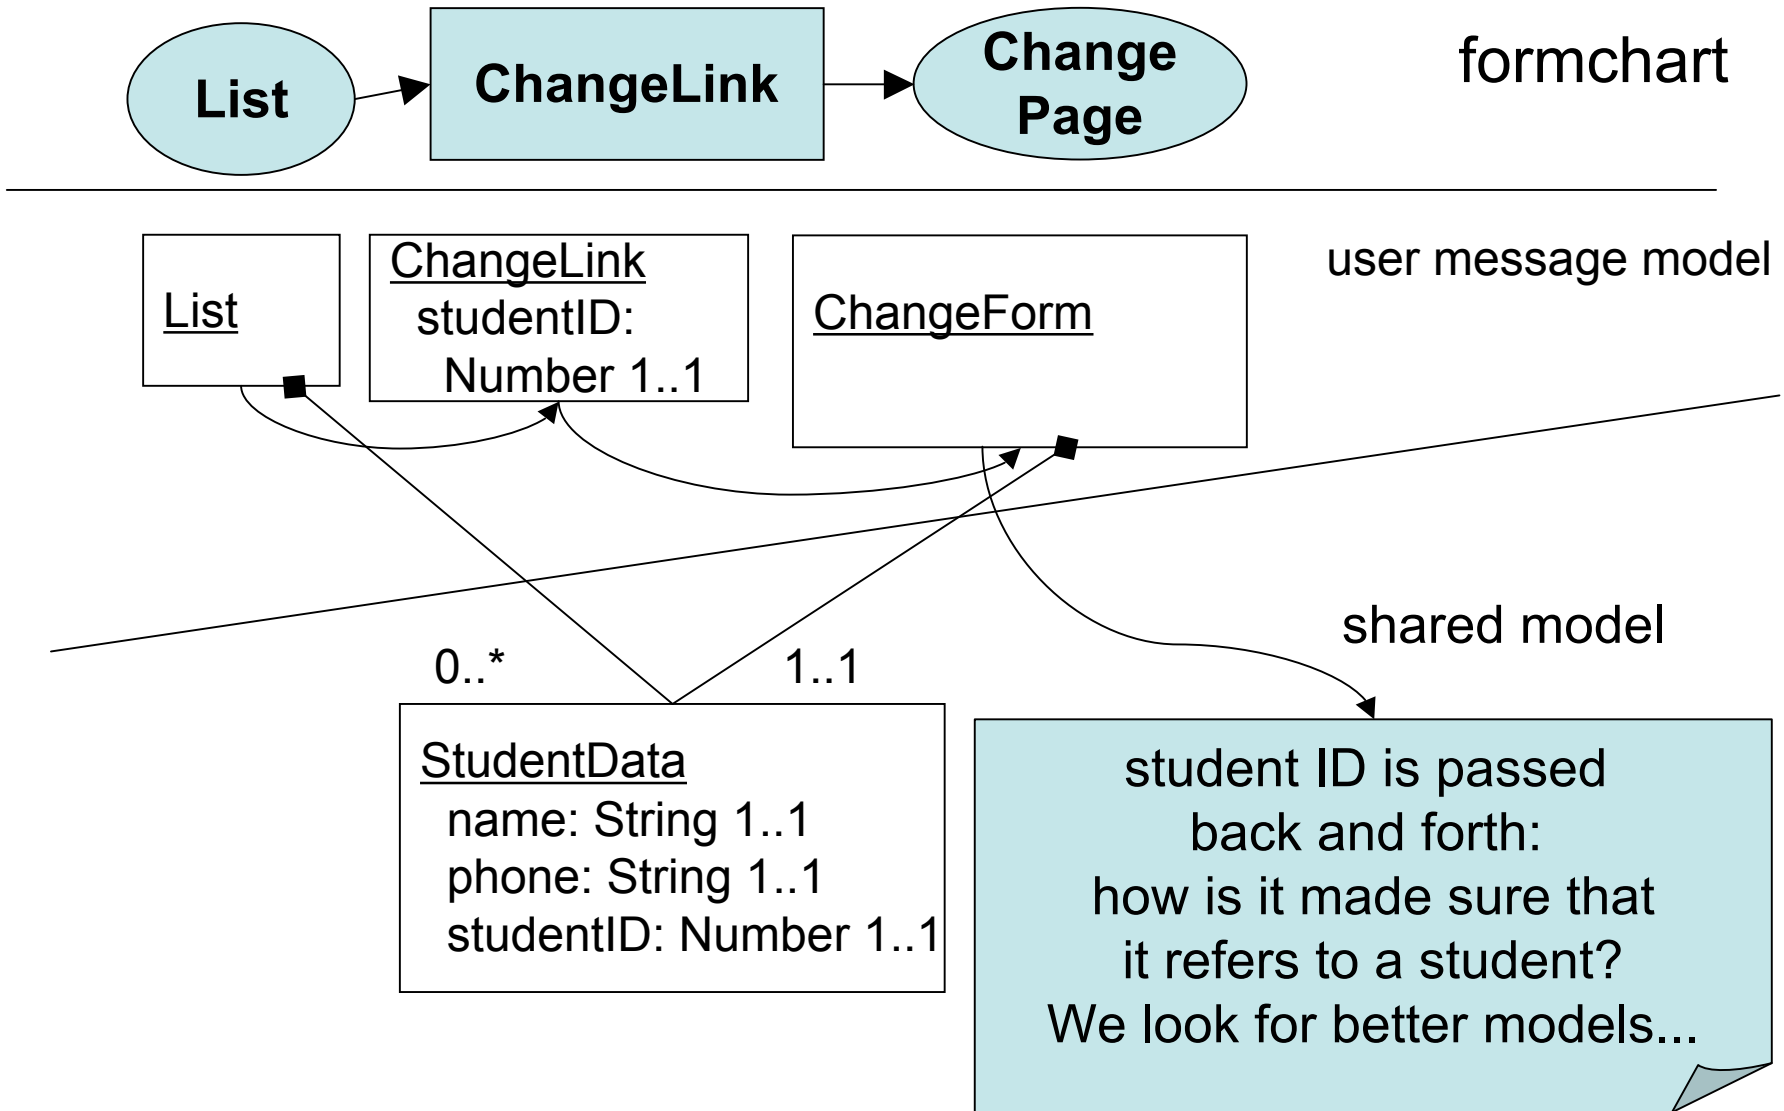 List
ChangeLink
Change
Page
formchart
List
ChangeLink
studentID:
Number 1..1
ChangeForm
user message model
shared model
0..*
1..1
StudentData
name: String 1..1
phone: String 1..1
studentID: Number 1..1
student ID is passed
back and forth:
how is it made sure that
it refers to a student?
We look for better models...